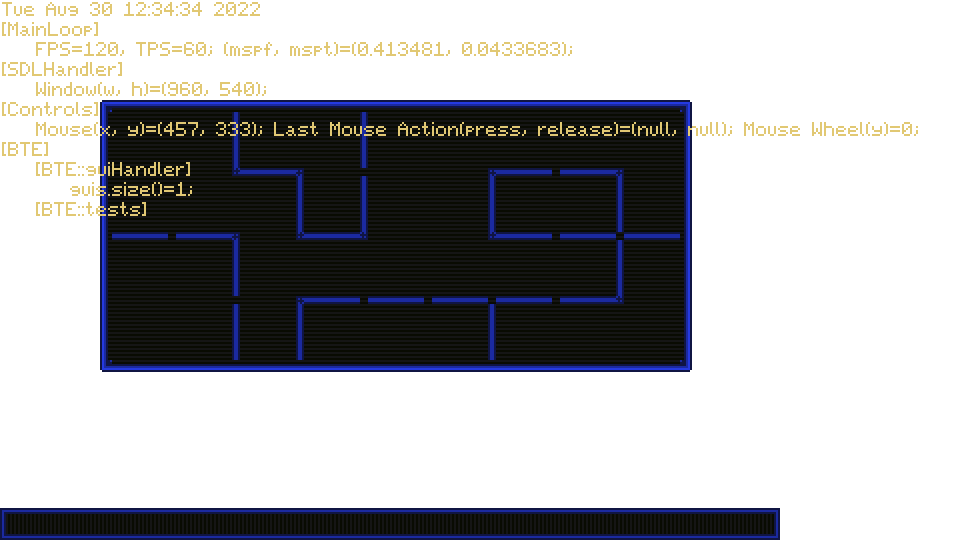 Tue Aug 30 12:34:34 2022
[MainLoop]
FPS=120, TPS=60; (mspf, mspt)=(0.413481, 0.0433683);
[SDLHandler]
Window(w, h)=(960, 540);
[Controls]
Mouse(x, y)=(457, 333); Last Mouse Action(press, release)=(null, null); Mouse Wheel(y)=0;
[BTE]
[BTE::guiHandler]
guis.size()=1;
[BTE::tests]